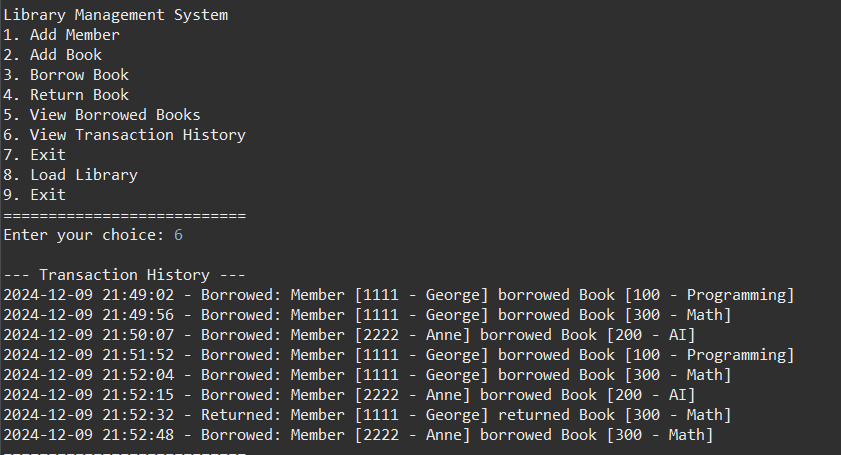 Library Management System
1. Add Member
2. Add Book
3. Borrow Book
4. Return Book
5. View Borrowed Books
6. View Transaction History
7. Exit
8. Load Library
9. Exit
===========================
Enter your choice: 6
--- Transaction History ---
2024-12-09 21:49:02 - Borrowed: Member [1111 - George] borrowed Book [100 - Programming]
2024-12-09 21:49:56 - Borrowed: Member [1111 - George] borrowed Book [300 - Math]
2024-12-09 21:50:07 - Borrowed: Member [2222 - Anne] borrowed Book [200 - AI]
2024-12-09 21:51:52 - Borrowed: Member [1111 - George] borrowed Book [100 - Programming]
2024-12-09 21:52:04 - Borrowed: Member [1111 - George] borrowed Book [300 - Math]
2024-12-09 21:52:15 - Borrowed: Member [2222 - Anne] borrowed Book [200 - AI]
2024-12-09 21:52:32 - Returned: Member [1111 - George] returned Book [300 - Math]
2024-12-09 21:52:48 - Borrowed: Member [2222 - Anne] borrowed Book [300 - Math]
===========================